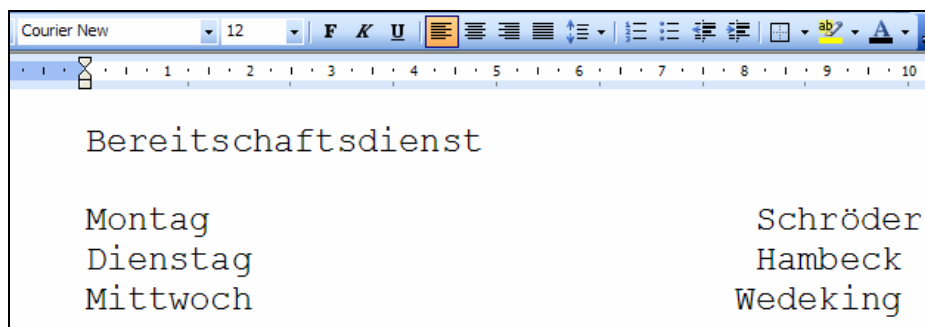 Courier New 12 F K U
1 2 3 4 5 6 7 8 9 10
Bereitschaftsdienst
Montag Schröder
Dienstag Hambeck
Mittwoch Wedeking